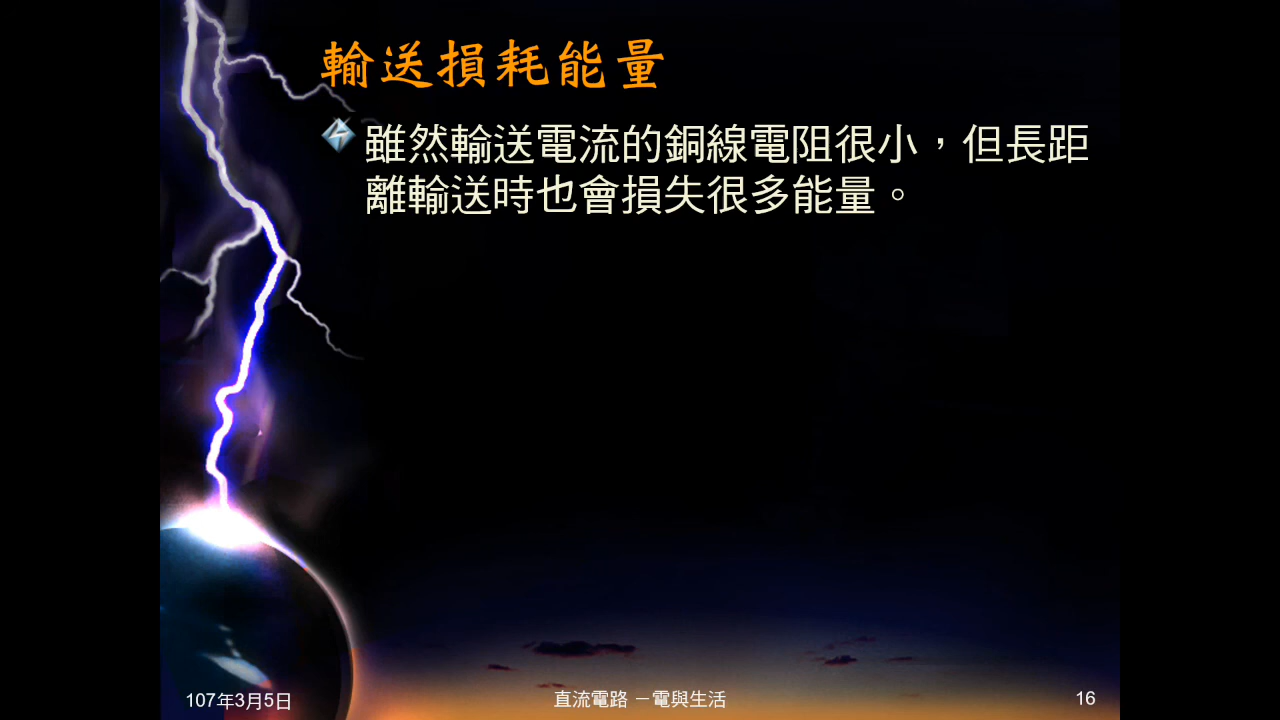 輸送損耗能量
雖然輸送電流的銅線電阻很小，但長距
離輸送時也會損失很多能量。
107年3月5日
直流電路 －電與生活
16